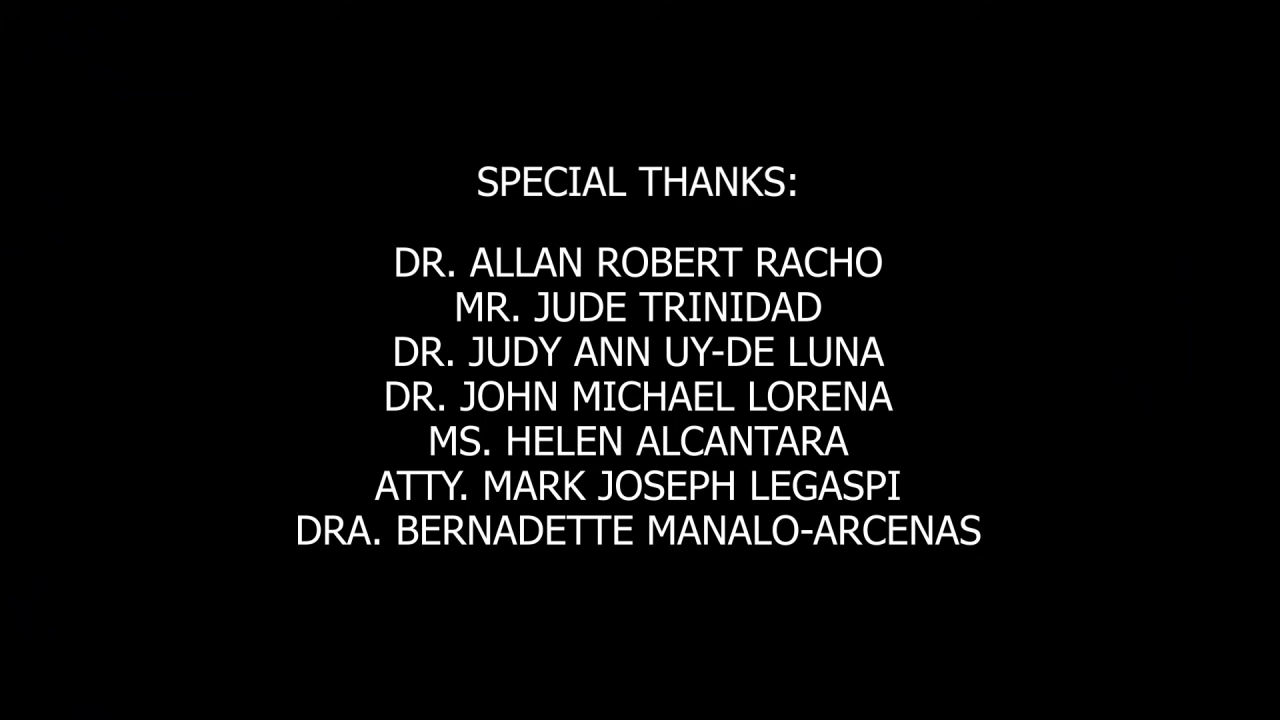 SPECIAL THANKS:
DR. ALLAN ROBERT RACHO
MR. JUDE TRINIDAD
DR. JUDY ANN UY-DE LUNA
DR. JOHN MICHAEL LORENA
MS. HELEN ALCANTARA
ATTY. MARK JOSEPH LEGASPI
DRA. BERNADETTE MANALO-ARCENAS